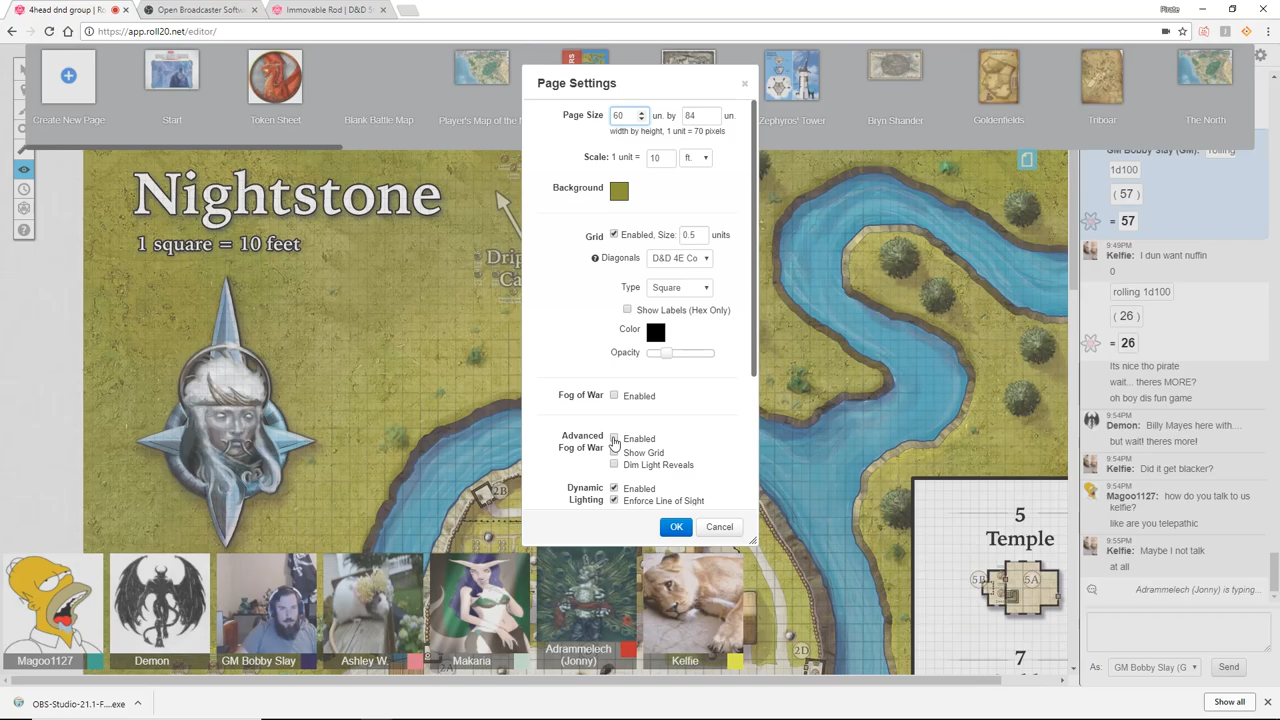 4head dnd group | R
Open Broadcaster Softw
Immovable Rod | D&D 5
Pirate
https://app.roll20.net/editor/
Create New Page
Start
Token Sheet
Blank Battle Map
Player's Map of the N
Zephyros' Tower
Bryn Shander
Goldenfields
Triboar
The North
Nightstone
1 square = 10 feet
Drip
Ca
Page Settings
Page Size 60 un. by 84 un.
width by height, 1 unit = 70 pixels
Scale: 1 unit = 10 ft.
Background
Grid Enabled, Size: 0.5 units
Diagonals D&D 4E Co
Type Square
Show Labels (Hex Only)
Color
Opacity
Fog of War Enabled
Advanced Fog of War Enabled
Show Grid
Dim Light Reveals
Dynamic Lighting Enabled
Enforce Line of Sight
OK Cancel
2B
2D
2A
5
Temple
5B 5A
7
GM Bobby Slay (GM): rolling
1d100
( 57 )
= 57
9:49PM
Kelfie: I dun want nuffin
0
rolling 1d100
( 26 )
= 26
Its nice tho pirate
wait... theres MORE?
oh boy dis fun game
9:54PM
Demon: Billy Mayes here with....
but wait! theres more!
9:54PM
Kelfie: Did it get blacker?
9:54PM
Magoo1127: how do you talk to us
kelfie?
like are you telepathic
9:55PM
Kelfie: Maybe I not talk
at all
Adrammelech (Jonny) is typing...
As: GM Bobby Slay (G Send
Magoo1127
Demon
GM Bobby Slay
Ashley W.
Makaria
Adrammelech
(Jonny)
Kelfie
OBS-Studio-21.1-F....exe
Show all